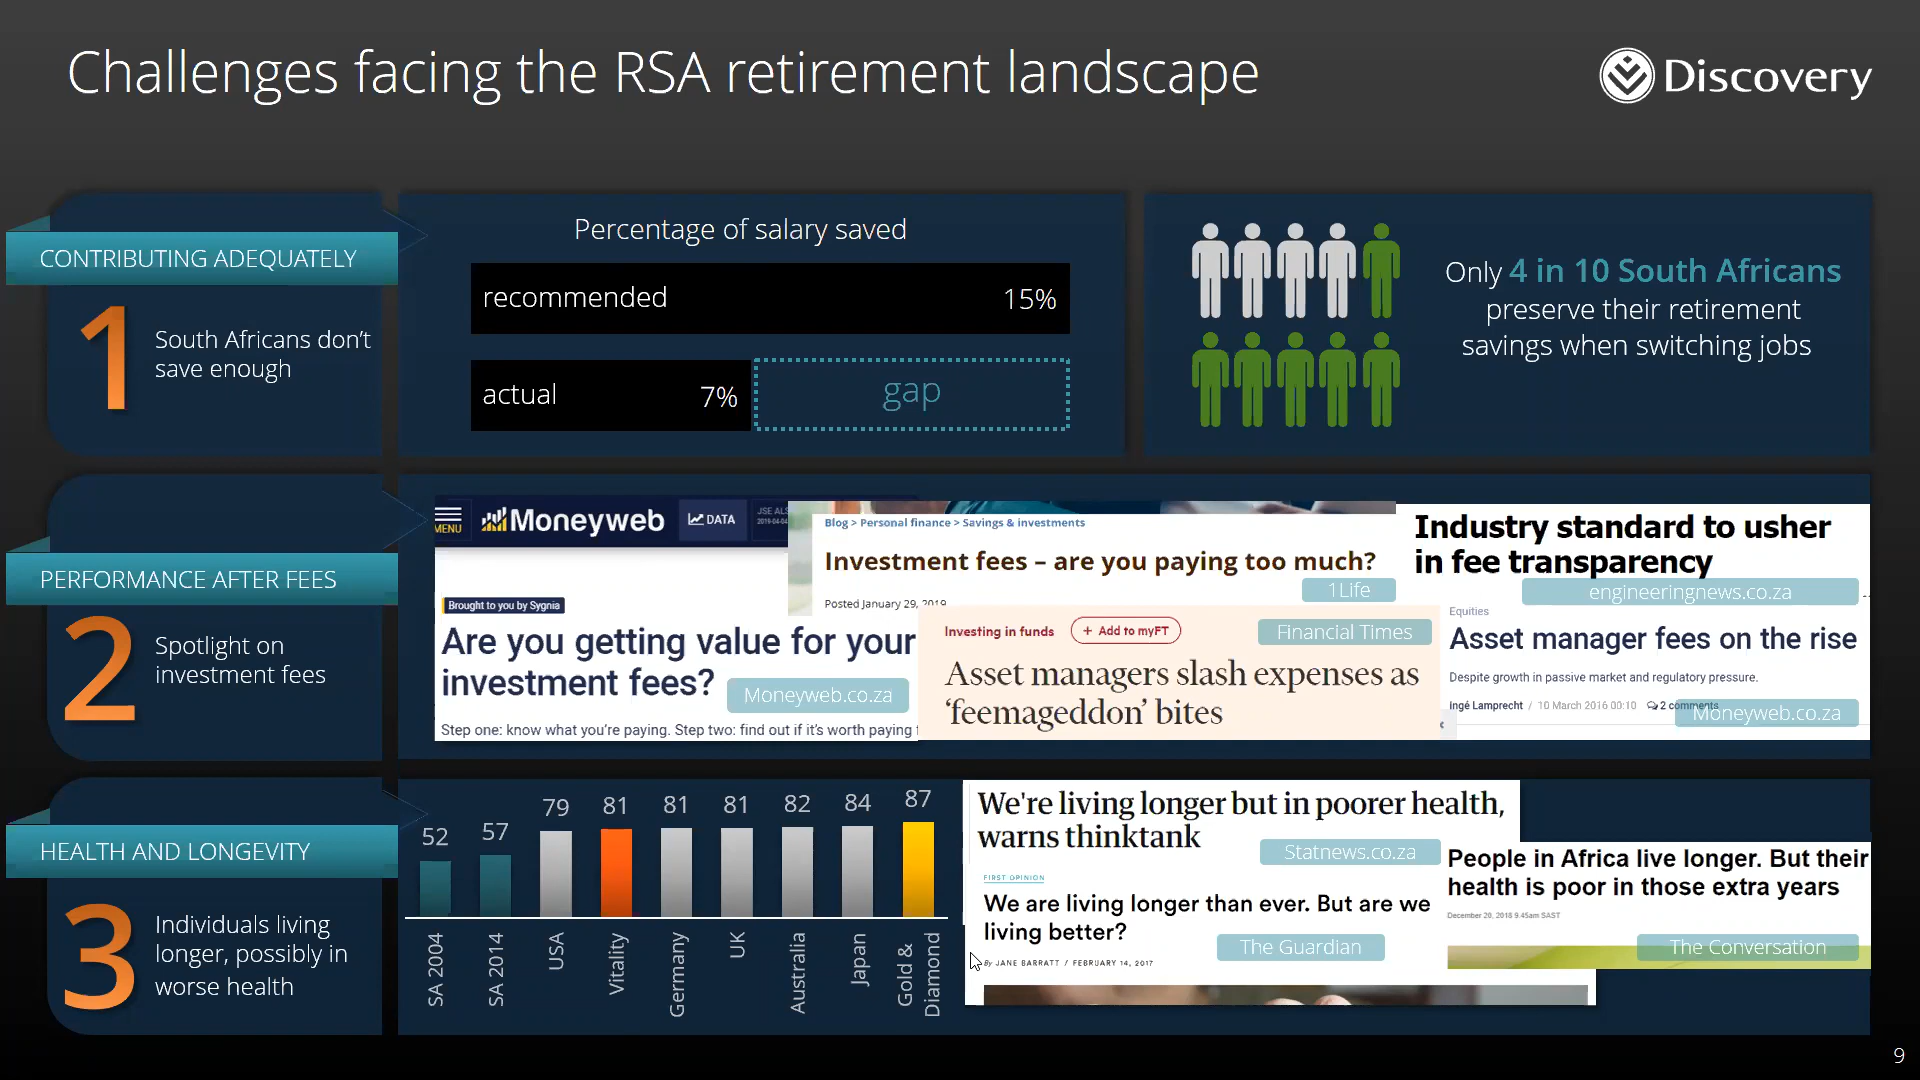 Challenges facing the RSA retirement landscape
Discovery
CONTRIBUTING ADEQUATELY
1
South Africans don't
save enough
Percentage of salary saved
recommended 15%
actual 7% gap
Only 4 in 10 South Africans
preserve their retirement
savings when switching jobs
PERFORMANCE AFTER FEES
2
Spotlight on
investment fees
MENU
Moneyweb
DATA
JSE ALS
Brought to you by Sygnia
Are you getting value for your
investment fees?
Moneyweb.co.za
Step one: know what you're paying. Step two: find out if it's worth paying
Blog > Personal finance > Savings & investments
Investment fees – are you paying too much?
1Life
Posted January 29, 2019
Investing in funds
+ Add to myFT
Financial Times
Asset managers slash expenses as
'feemageddon' bites
Industry standard to usher
in fee transparency
engineeringnews.co.za
Equities
Asset manager fees on the rise
Despite growth in passive market and regulatory pressure.
Ingé Lamprecht / 10 March 2016 00:10 2 comments
Moneyweb.co.za
HEALTH AND LONGEVITY
3
Individuals living
longer, possibly in
worse health
52 57 79 81 81 81 82 84 87
SA 2004
SA 2014
USA
Vitality
Germany
UK
Australia
Japan
Gold &
Diamond
We're living longer but in poorer health,
warns thinktank
Statnews.co.za
FIRST OPINION
We are living longer than ever. But are we
living better?
The Guardian
By JANE BARRATT / FEBRUARY 14, 2017
People in Africa live longer. But their
health is poor in those extra years
December 20, 2018 9.45am SAST
The Conversation
9